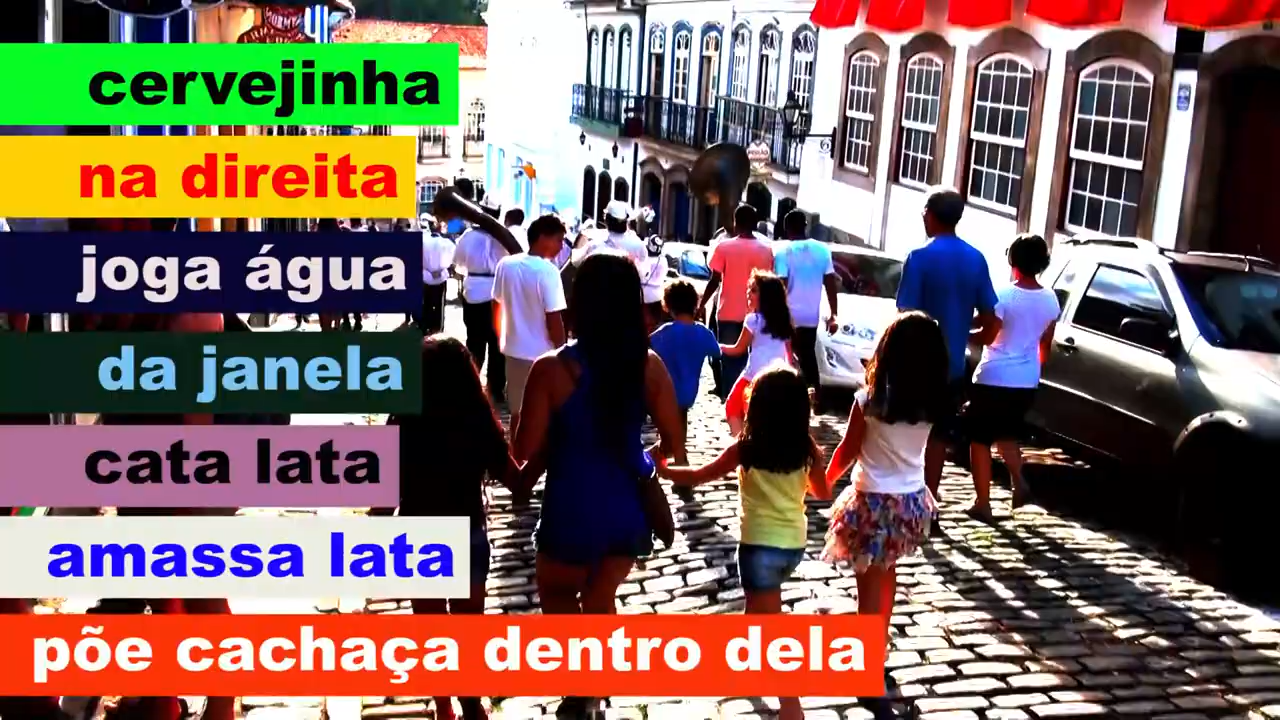 cervejinha
na direita
joga água
da janela
cata lata
amassa lata
põe cachaça dentro dela